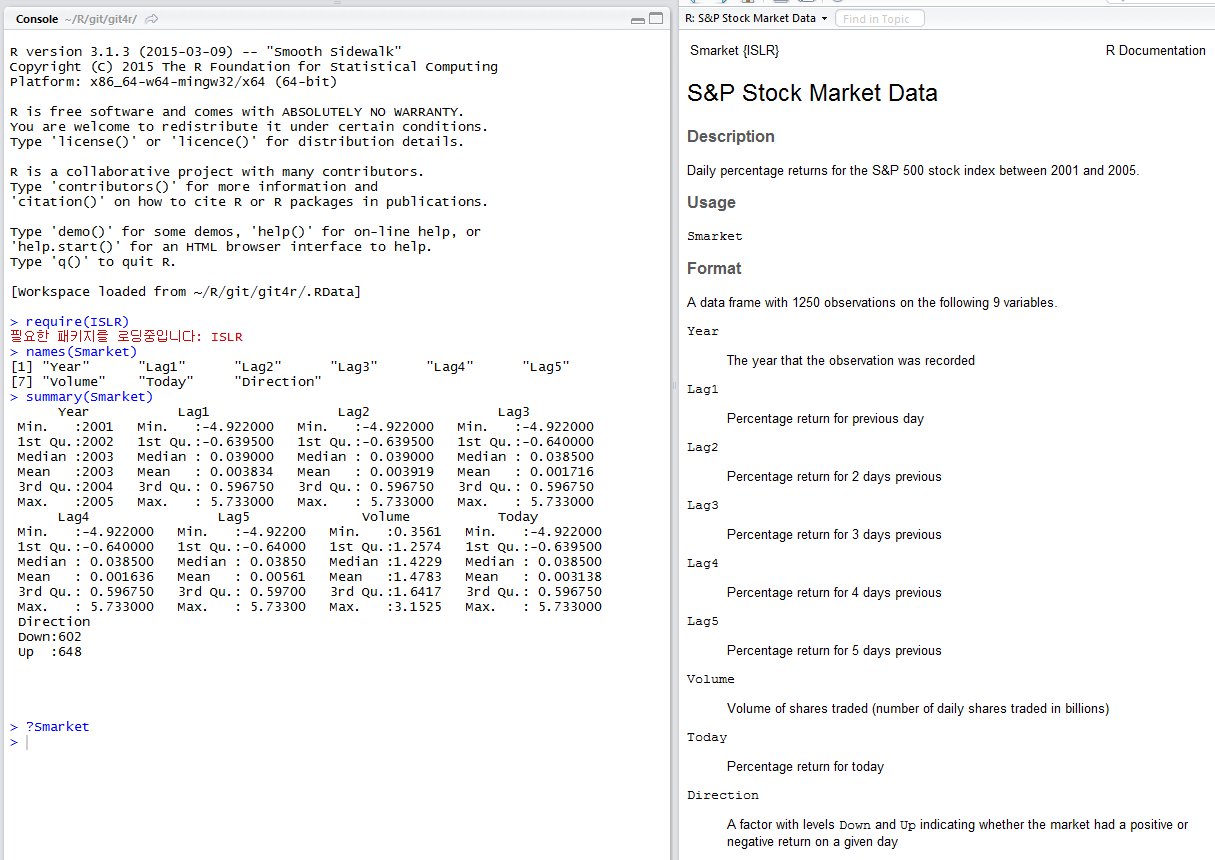 Console ~/R/git/git4r/
R version 3.1.3 (2015-03-09) -- "Smooth Sidewalk"
Copyright (C) 2015 The R Foundation for Statistical Computing
Platform: x86_64-w64-mingw32/x64 (64-bit)
R is free software and comes with ABSOLUTELY NO WARRANTY.
You are welcome to redistribute it under certain conditions.
Type 'license()' or 'licence()' for distribution details.
R is a collaborative project with many contributors.
Type 'contributors()' for more information and
'citation()' on how to cite R or R packages in publications.
Type 'demo()' for some demos, 'help()' for on-line help, or
'help.start()' for an HTML browser interface to help.
Type 'q()' to quit R.
[Workspace loaded from ~/R/git/git4r/.RData]
> require(ISLR)
필요한 패키지를 로딩중입니다: ISLR
> names(Smarket)
[1] "Year"      "Lag1"      "Lag2"      "Lag3"      "Lag4"      "Lag5"
[7] "Volume"    "Today"     "Direction"
> summary(Smarket)
Year           Lag1                Lag2                Lag3
Min.   :2001   Min.   :-4.922000   Min.   :-4.922000   Min.   :-4.922000
1st Qu.:2002   1st Qu.:-0.639500   1st Qu.:-0.639500   1st Qu.:-0.640000
Median :2003   Median : 0.039000   Median : 0.039000   Median : 0.038500
Mean   :2003   Mean   : 0.003834   Mean   : 0.003919   Mean   : 0.001716
3rd Qu.:2004   3rd Qu.: 0.596750   3rd Qu.: 0.596750   3rd Qu.: 0.596750
Max.   :2005   Max.   : 5.733000   Max.   : 5.733000   Max.   : 5.733000
Lag4                Lag5              Volume           Today
Min.   :-4.922000   Min.   :-4.92200   Min.   :0.3561   Min.   :-4.922000
1st Qu.:-0.640000   1st Qu.:-0.64000   1st Qu.:1.2574   1st Qu.:-0.639500
Median : 0.038500   Median : 0.03850   Median :1.4229   Median : 0.038500
Mean   : 0.001636   Mean   : 0.00561   Mean   :1.4783   Mean   : 0.003138
3rd Qu.: 0.596750   3rd Qu.: 0.59700   3rd Qu.:1.6417   3rd Qu.: 0.596750
Max.   : 5.733000   Max.   : 5.73300   Max.   :3.1525   Max.   : 5.733000
Direction
Down:602
Up  :648
> ?Smarket
>
R: S&P Stock Market Data Find in Topic
Smarket {ISLR} R Documentation
S&P Stock Market Data
Description
Daily percentage returns for the S&P 500 stock index between 2001 and 2005.
Usage
Smarket
Format
A data frame with 1250 observations on the following 9 variables.
Year
The year that the observation was recorded
Lag1
Percentage return for previous day
Lag2
Percentage return for 2 days previous
Lag3
Percentage return for 3 days previous
Lag4
Percentage return for 4 days previous
Lag5
Percentage return for 5 days previous
Volume
Volume of shares traded (number of daily shares traded in billions)
Today
Percentage return for today
Direction
A factor with levels Down and Up indicating whether the market had a positive or
negative return on a given day